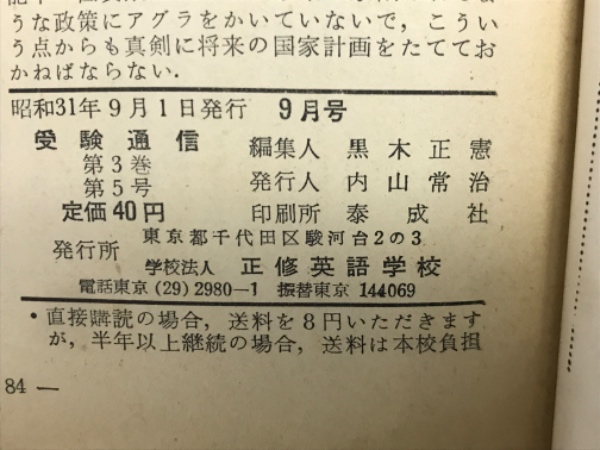 うな政策にアグラをかいていないで，こうい
う点からも真剣に将来の国家計画をたててお
かねばならない．
昭和31年9月1日発行 9月号
受験通信
第3巻
第5号
定価40円
編集人 黒木正憲
発行人 内山常治
印刷所 泰成社
発行所
東京都千代田区駿河台2の3
学校法人 正修英語学校
電話東京(29)2980—1 振替東京 144069
・直接購読の場合，送料を8円いただきます
が，半年以上継続の場合，送料は本校負担
84 —